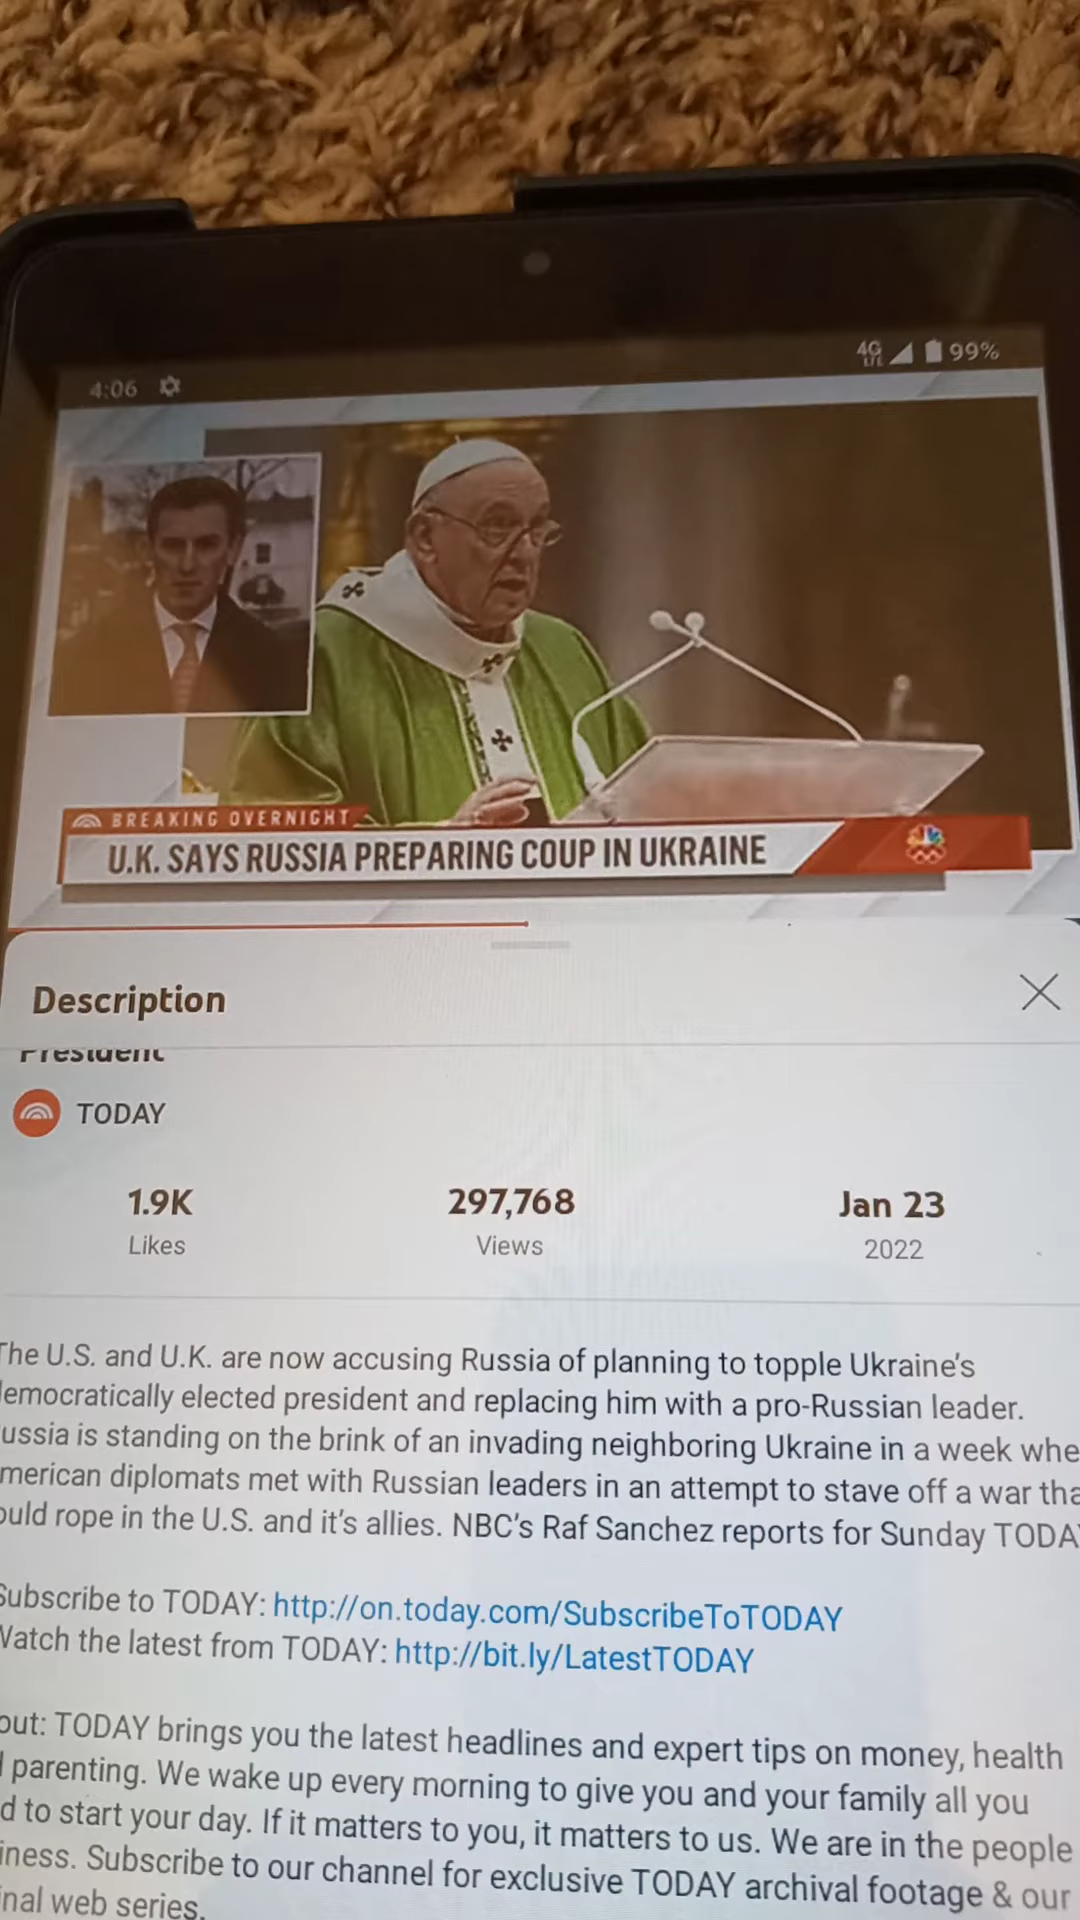 4:06
4G
LTE
99%
BREAKING OVERNIGHT
U.K. SAYS RUSSIA PREPARING COUP IN UKRAINE
Description
President
TODAY
1.9K
297,768
Jan 23
Likes
Views
2022
The U.S. and U.K. are now accusing Russia of planning to topple Ukraine's
democratically elected president and replacing him with a pro-Russian leader.
ussia is standing on the brink of an invading neighboring Ukraine in a week whe
merican diplomats met with Russian leaders in an attempt to stave off a war tha
ould rope in the U.S. and it's allies. NBC's Raf Sanchez reports for Sunday TODAY
Subscribe to TODAY: http://on.today.com/SubscribeToTODAY
Watch the latest from TODAY: http://bit.ly/LatestTODAY
out: TODAY brings you the latest headlines and expert tips on money, health
parenting. We wake up every morning to give you and your family all you
d to start your day. If it matters to you, it matters to us. We are in the people
iness. Subscribe to our channel for exclusive TODAY archival footage & our
inal web series.